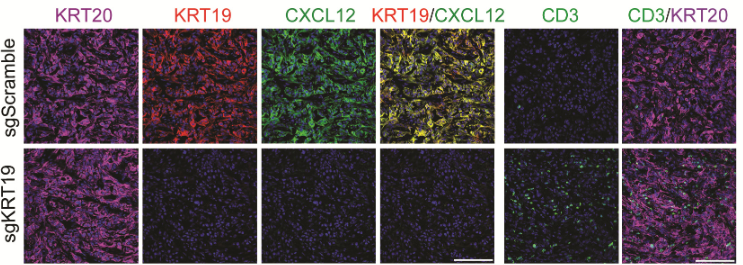 KRT20 KRT19 CXCL12 KRT19/CXCL12 CD3 CD3/KRT20
sgScramble
sgKRT19